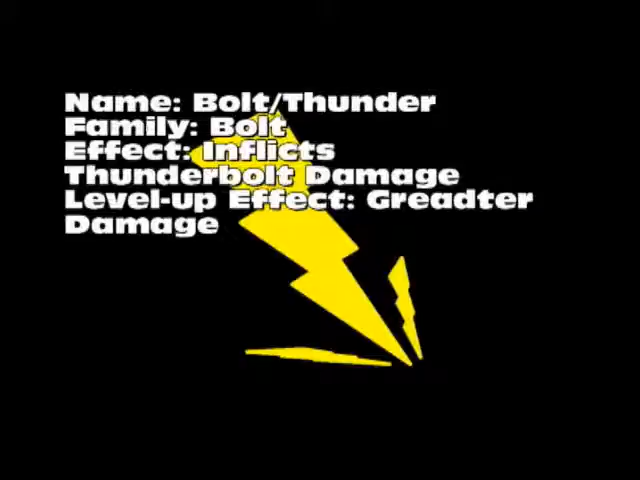 Name: Bolt/Thunder
Family: Bolt
Effect: Inflicts
Thunderbolt Damage
Level-up Effect: Greadter
Damage